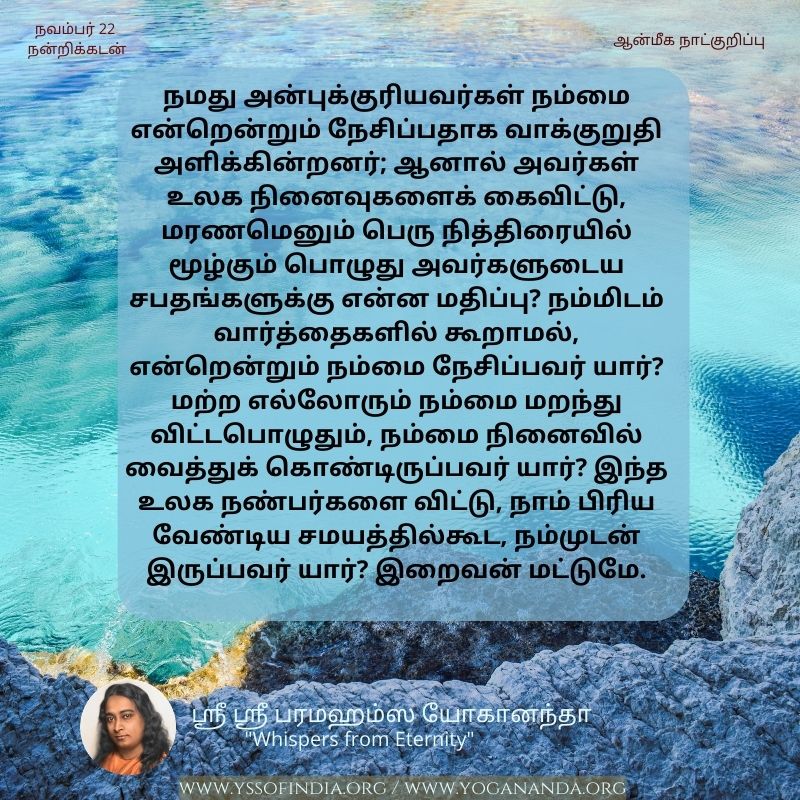 நவம்பர் 22
நன்றிக்கடன்
ஆன்மீக நாட்குறிப்பு
நமது அன்புக்குரியவர்கள் நம்மை
என்றென்றும் நேசிப்பதாக வாக்குறுதி
அளிக்கின்றனர்; ஆனால் அவர்கள்
உலக நினைவுகளைக் கைவிட்டு,
மரணமெனும் பெரு நித்திரையில்
மூழ்கும் பொழுது அவர்களுடைய
சபதங்களுக்கு என்ன மதிப்பு? நம்மிடம்
வார்த்தைகளில் கூறாமல்,
என்றென்றும் நம்மை நேசிப்பவர் யார்?
மற்ற எல்லோரும் நம்மை மறந்து
விட்டபொழுதும், நம்மை நினைவில்
வைத்துக் கொண்டிருப்பவர் யார்? இந்த
உலக நண்பர்களை விட்டு, நாம் பிரிய
வேண்டிய சமயத்தில்கூட, நம்முடன்
இருப்பவர் யார்? இறைவன் மட்டுமே.
ஸ்ரீ ஸ்ரீ பரமஹம்ஸ யோகானந்தா
"Whispers from Eternity"
WWW.YSSOFINDIA.ORG / WWW.YOGANANDA.ORG